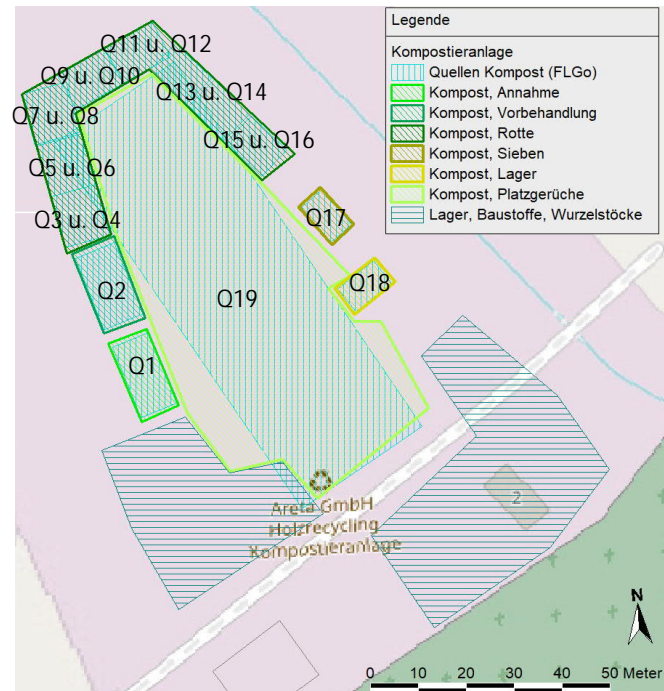 Q11 u. Q12
Q9 u. Q10
Q13 u. Q14
Q7 u. Q8
Q15 u. Q16
Q5 u. Q6
Q3 u. Q4
Q17
Q2
Q19
Q18
Q1
Areta GmbH
Holzrecycling
Kompostieranlage
2
Legende
Kompostieranlage
Quellen Kompost (FLGo)
Kompost, Annahme
Kompost, Vorbehandlung
Kompost, Rotte
Kompost, Sieben
Kompost, Lager
Kompost, Platzgerüche
Lager, Baustoffe, Wurzelstöcke
N
0 10 20 30 40 50 Meter